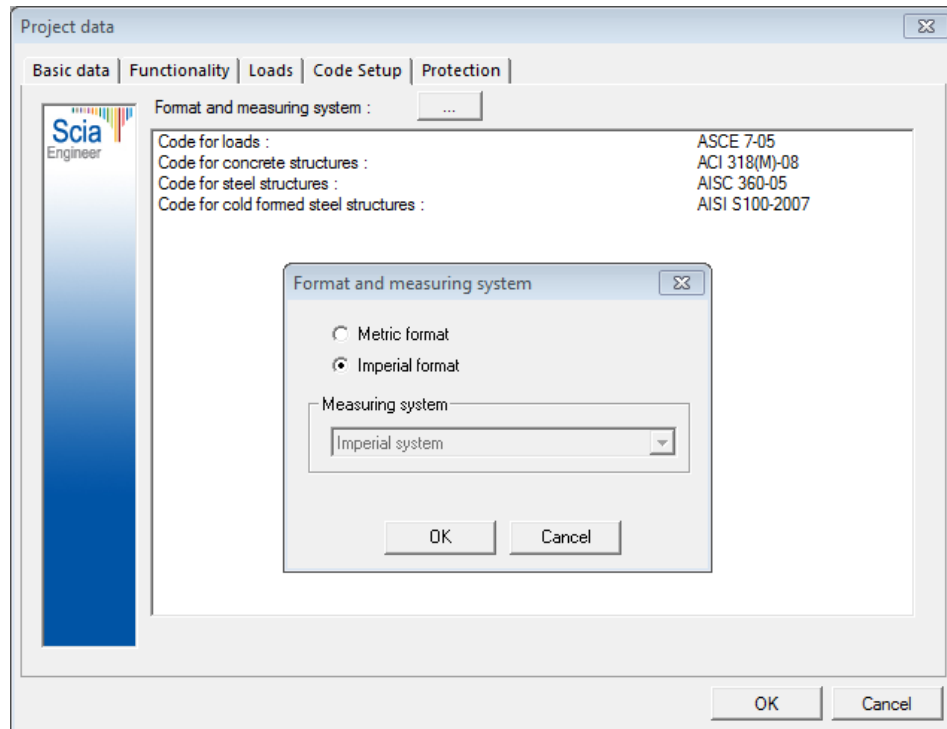 Project data
Basic data Functionality Loads Code Setup Protection
Scia
Engineer
Format and measuring system : ...
Code for loads : ASCE 7-05
Code for concrete structures : ACI 318(M)-08
Code for steel structures : AISC 360-05
Code for cold formed steel structures : AISI S100-2007
Format and measuring system
Metric format
Imperial format
Measuring system
Imperial system
OK Cancel
OK Cancel